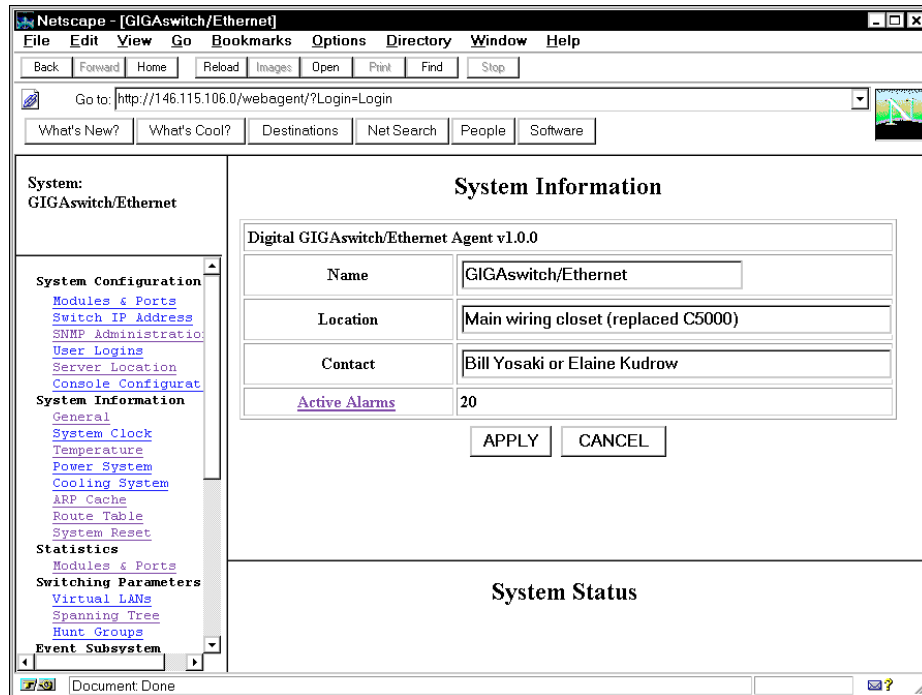 Netscape - [GIGAswitch/Ethernet]
File Edit View Go Bookmarks Options Directory Window Help
Back Forward Home Reload Images Open Print Find Stop
Go to: http://146.115.106.0/webagent/?Login=Login
What's New? What's Cool? Destinations Net Search People Software
N
System:
GIGAswitch/Ethernet
System Configuration
Modules & Ports
Switch IP Address
SNMP Administratio
User Logins
Server Location
Console Configurat
System Information
General
System Clock
Temperature
Power System
Cooling System
ARP Cache
Route Table
System Reset
Statistics
Modules & Ports
Switching Parameters
Virtual LANs
Spanning Tree
Hunt Groups
Event Subsystem
System Information
Digital GIGAswitch/Ethernet Agent v1.0.0
Name GIGAswitch/Ethernet
Location Main wiring closet (replaced C5000)
Contact Bill Yosaki or Elaine Kudrow
Active Alarms 20
APPLY CANCEL
System Status
Document: Done
?